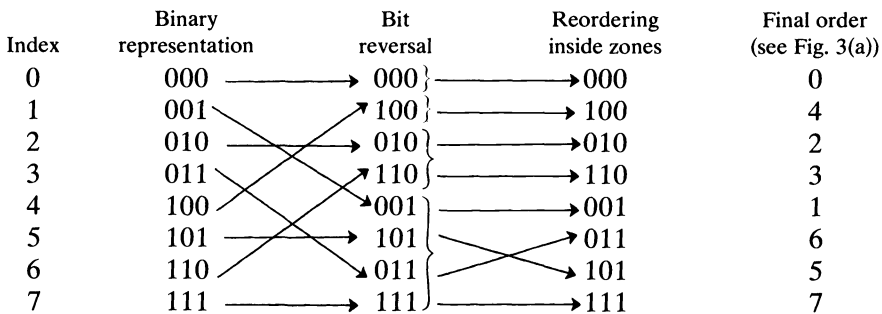 Binary Bit Reordering Final order
Index representation reversal inside zones (see Fig. 3(a))
0 000 000 } 000 0
1 001 100 } 100 4
2 010 010 010 2
3 011 110 110 3
4 100 001 001 1
5 101 101 011 6
6 110 011 101 5
7 111 111 111 7